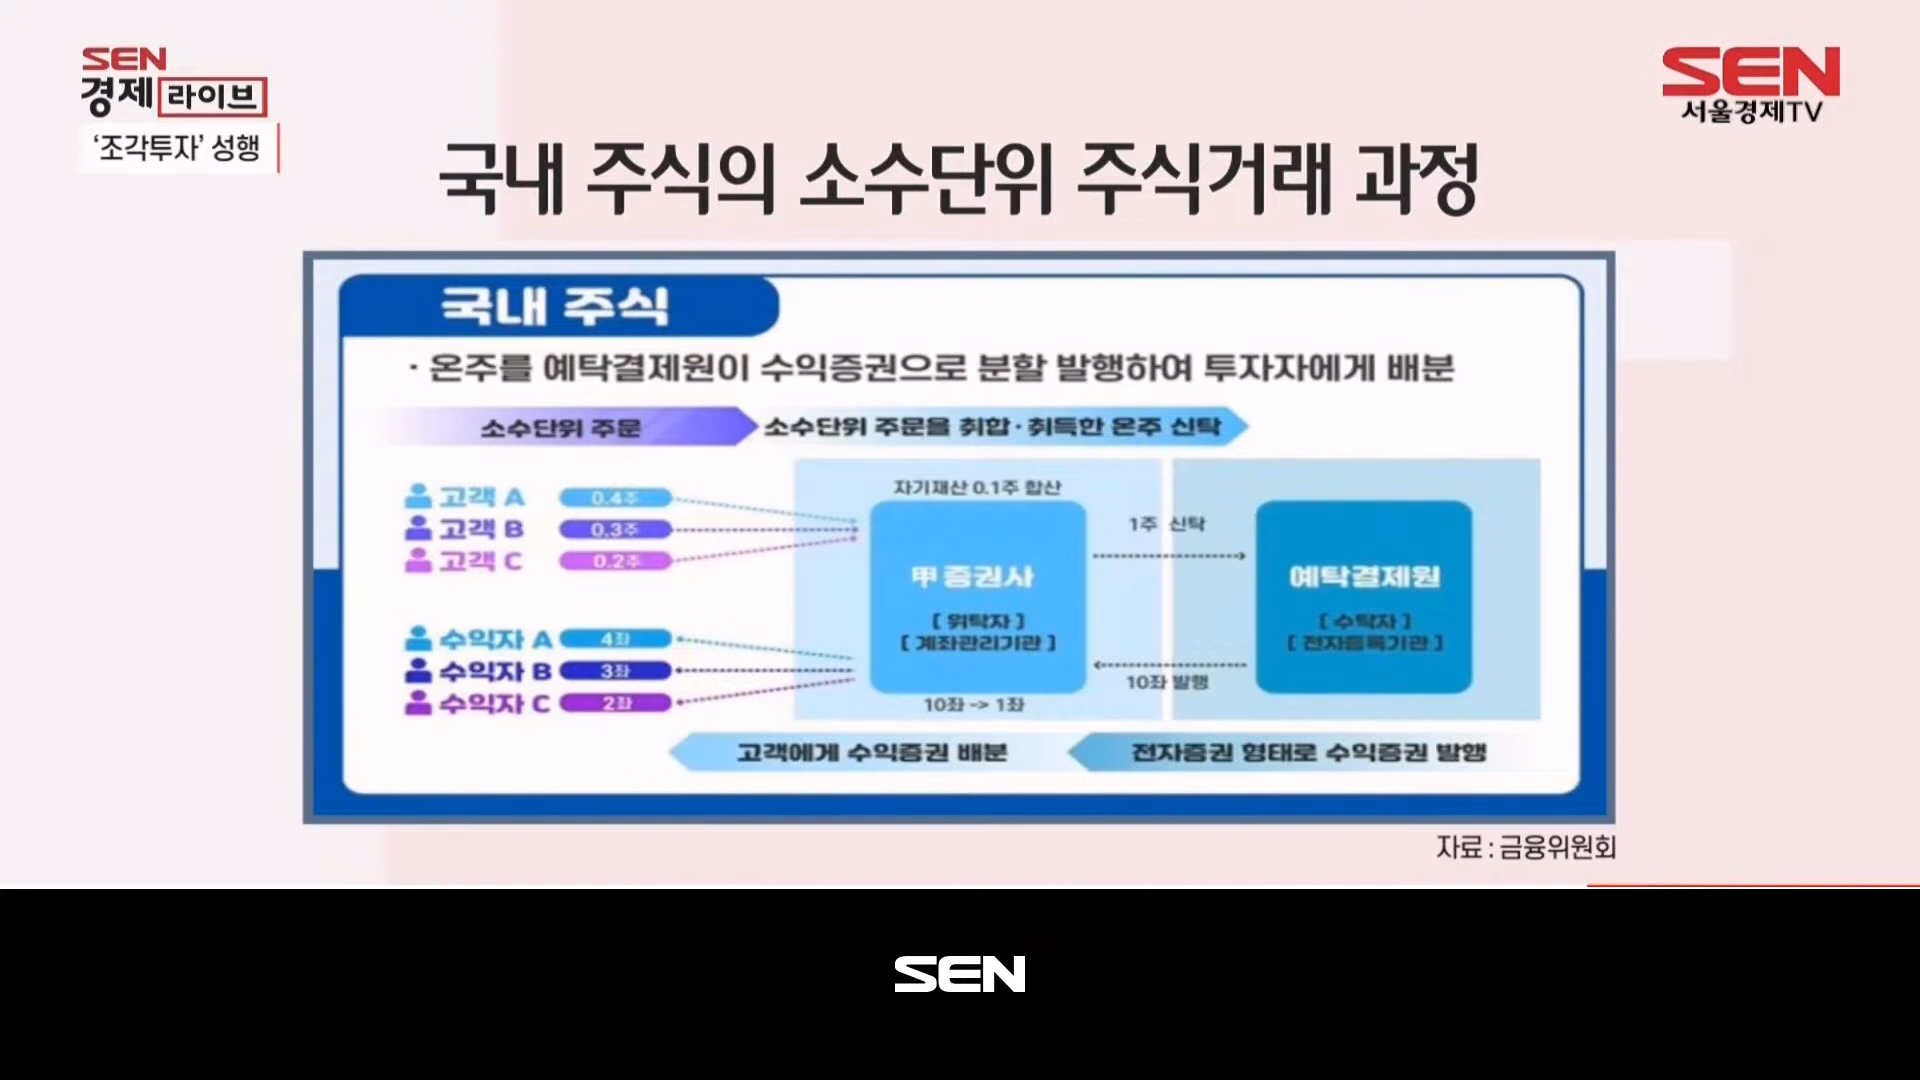 SEN
경제 라이브
'조각투자' 성행
SEN
서울경제TV
국내 주식의 소수단위 주식거래 과정
국내 주식
· 온주를 예탁결제원이 수익증권으로 분할 발행하여 투자자에게 배분
소수단위 주문
소수단위 주문을 취합·취득한 온주 신탁
고객 A 0.4주
고객 B 0.3주
고객 C 0.2주
자기재산 0.1주 합산
甲 증권사
[ 위탁자 ]
[ 계좌관리기관 ]
1주 신탁
예탁결제원
[ 수탁자 ]
[ 전자등록기관 ]
수익자 A 4좌
수익자 B 3좌
수익자 C 2좌
10좌 발행
10좌 -> 1좌
고객에게 수익증권 배분
전자증권 형태로 수익증권 발행
자료 : 금융위원회
SEN